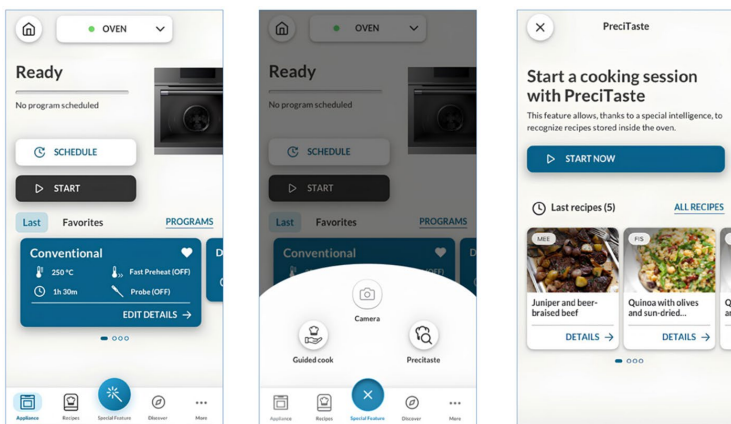 OVEN
Ready
No program scheduled
SCHEDULE
START
Last Favorites PROGRAMS
Conventional D
250 °C Fast Preheat (OFF)
1h 30m Probe (OFF)
EDIT DETAILS →
Appliance Recipes Special Feature Discover More
OVEN
Ready
No program scheduled
SCHEDULE
START
Last Favorites PROGRAMS
Conventional D
Camera
Guided cook Precitaste
Appliance Recipes Special Feature Discover More
PreciTaste
Start a cooking session
with PreciTaste
This feature allows, thanks to a special intelligence, to
recognize recipes stored inside the oven.
START NOW
Last recipes (5) ALL RECIPES
MEE FIS
Juniper and beer-
braised beef
Quinoa with olives
and sun-dried...
DETAILS → DETAILS →